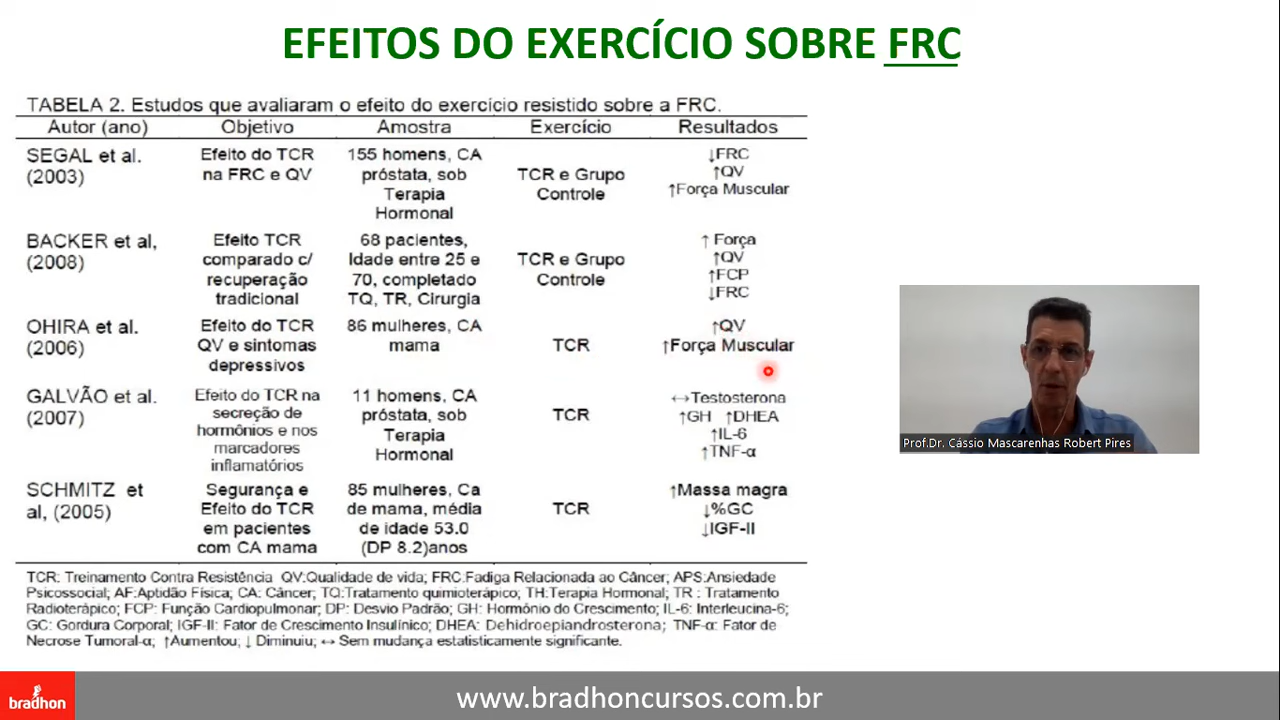 EFEITOS DO EXERCÍCIO SOBRE FRC
TABELA 2. Estudos que avaliaram o efeito do exercício resistido sobre a FRC.
Autor (ano) Objetivo Amostra Exercício Resultados
SEGAL et al. (2003)
Efeito do TCR
na FRC e QV
155 homens, CA
próstata, sob
Terapia
Hormonal
TCR e Grupo
Controle
↓FRC
↑QV
↑Força Muscular
BACKER et al,
(2008)
Efeito TCR
comparado c/
recuperação
tradicional
68 pacientes,
Idade entre 25 e
70, completado
TQ, TR, Cirurgia
TCR e Grupo
Controle
↑ Força
↑QV
↑FCP
↓FRC
OHIRA et al.
(2006)
Efeito do TCR
QV e sintomas
depressivos
86 mulheres, CA
mama
TCR
↑QV
↑Força Muscular
GALVÃO et al.
(2007)
Efeito do TCR na
secreção de
hormônios e nos
marcadores
inflamatórios
11 homens, CA
próstata, sob
Terapia
Hormonal
TCR
↔Testosterona
↑GH ↑DHEA
↑IL-6
↑TNF-α
SCHMITZ et
al, (2005)
Segurança e
Efeito do TCR
em pacientes
com CA mama
85 mulheres, Ca
de mama, média
de idade 53.0
(DP 8.2)anos
TCR
↑Massa magra
↓%GC
↓IGF-II
TCR: Treinamento Contra Resistência QV:Qualidade de vida; FRC:Fadiga Relacionada ao Câncer; APS:Ansiedade
Psicossocial; AF:Aptidão Física; CA: Câncer; TQ:Tratamento quimioterápico; TH:Terapia Hormonal; TR : Tratamento
Radioterápico; FCP: Função Cardiopulmonar; DP: Desvio Padrão; GH: Hormônio do Crescimento; IL-6: Interleucina-6;
GC: Gordura Corporal; IGF-II: Fator de Crescimento Insulínico; DHEA: Dehidroepiandrosterona; TNF-α: Fator de
Necrose Tumoral-α; ↑Aumentou; ↓ Diminuiu; ↔ Sem mudança estatisticamente significante.
Prof.Dr. Cássio Mascarenhas Robert Pires
bradhon
www.bradhoncursos.com.br